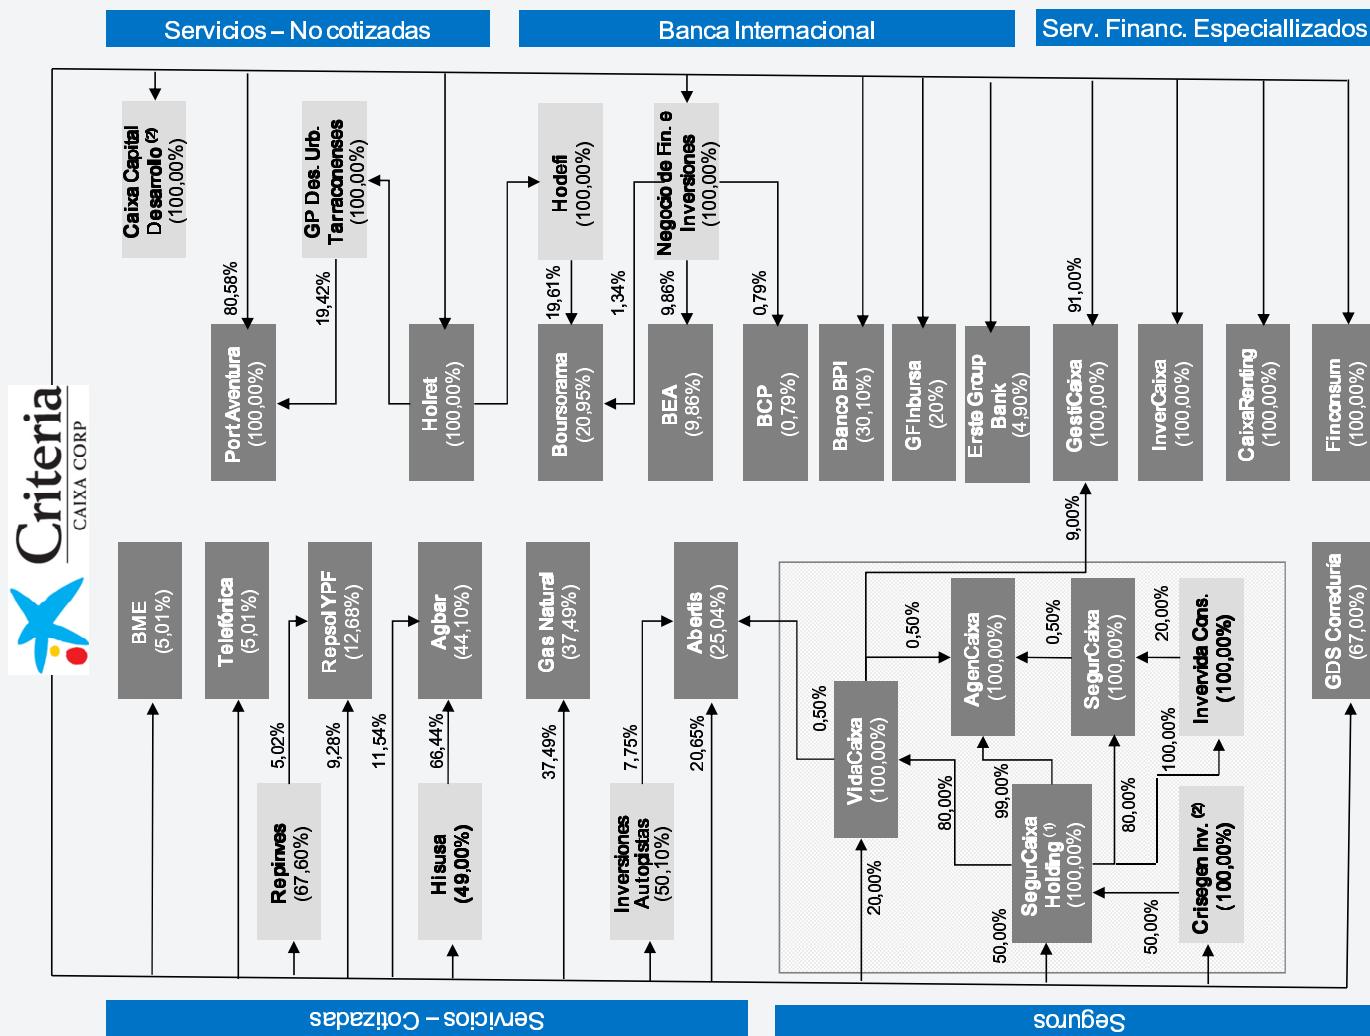 Servicios – No cotizadas
Banca Internacional
Serv. Financ. Especiallizados
Criteria
CAIXA CORP
Caixa Capital
Desarrollo (2)
(100,00%)
GP Des. Urb.
Tarraconenses
(100,00%)
Hodefi
(100,00%)
Negocio de Fin. e
Inversiones
(100,00%)
80,58%
19,42%
19,61%
1,34%
9,86%
0,79%
91,00%
Port Aventura
(100,00%)
Holret
(100,00%)
Boursorama
(20,95%)
BEA
(9,86%)
BCP
(0,79%)
Banco BPI
(30,10%)
GF Inbursa
(20%)
Erste Group
Bank
(4,90%)
GestiCaixa
(100,00%)
InverCaixa
(100,00%)
CaixaRenting
(100,00%)
Finconsum
(100,00%)
9,00%
BME
(5,01%)
Telefónica
(5,01%)
Repsol YPF
(12,68%)
Agbar
(44,10%)
Gas Natural
(37,49%)
Abertis
(25,04%)
0,50%
AgenCaixa
(100,00%)
0,50%
SegurCaixa
(100,00%)
20,00%
Invervida Cons.
(100,00%)
GDS Correduría
(67,00%)
5,02%
9,28%
11,54%
66,44%
37,49%
7,75%
20,65%
0,50%
VidaCaixa
(100,00%)
80,00%
99,00%
80,00%
100,00%
Repinves
(67,60%)
Hisusa
(49,00%)
Inversiones
Autopistas
(50,10%)
20,00%
SegurCaixa
Holding (1)
(100,00%)
50,00%
50,00%
Crisegen Inv. (2)
(100,00%)
Servicios – Cotizadas
Seguros